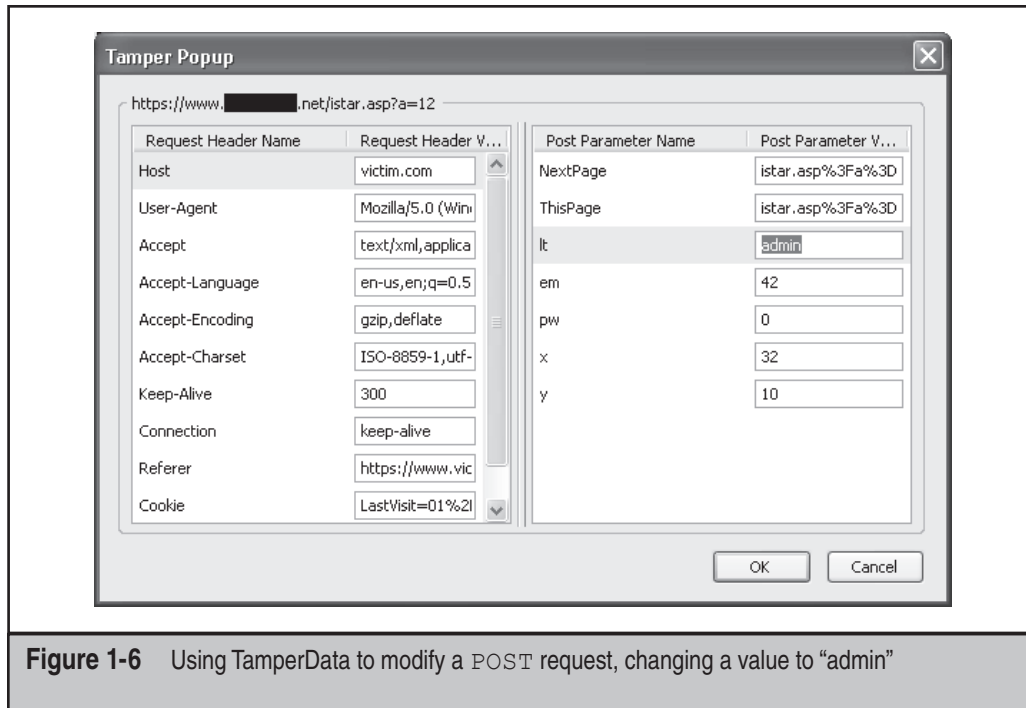 Tamper Popup
https://www. .net/istar.asp?a=12
Request Header Name Request Header V...
Host victim.com
User-Agent Mozilla/5.0 (Win
Accept text/xml,applica
Accept-Language en-us,en;q=0.5
Accept-Encoding gzip,deflate
Accept-Charset ISO-8859-1,utf-
Keep-Alive 300
Connection keep-alive
Referer https://www.vic
Cookie LastVisit=01%2
Post Parameter Name Post Parameter V...
NextPage istar.asp%3Fa%3D
ThisPage istar.asp%3Fa%3D
lt admin
em 42
pw 0
x 32
y 10
OK Cancel
Figure 1-6 Using TamperData to modify a POST request, changing a value to “admin”